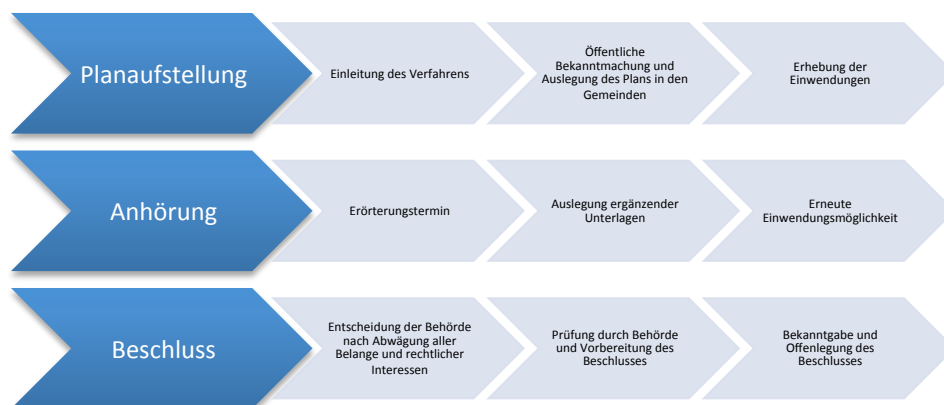 Planaufstellung
Einleitung des Verfahrens
Öffentliche
Bekanntmachung und
Auslegung des Plans in den
Gemeinden
Erhebung der
Einwendungen
Anhörung
Erörterungstermin
Auslegung ergänzender
Unterlagen
Erneute
Einwendungsmöglichkeit
Beschluss
Entscheidung der Behörde
nach Abwägung aller
Belange und rechtlicher
Interessen
Prüfung durch Behörde
und Vorbereitung des
Beschlusses
Bekanntgabe und
Offenlegung des
Beschlusses